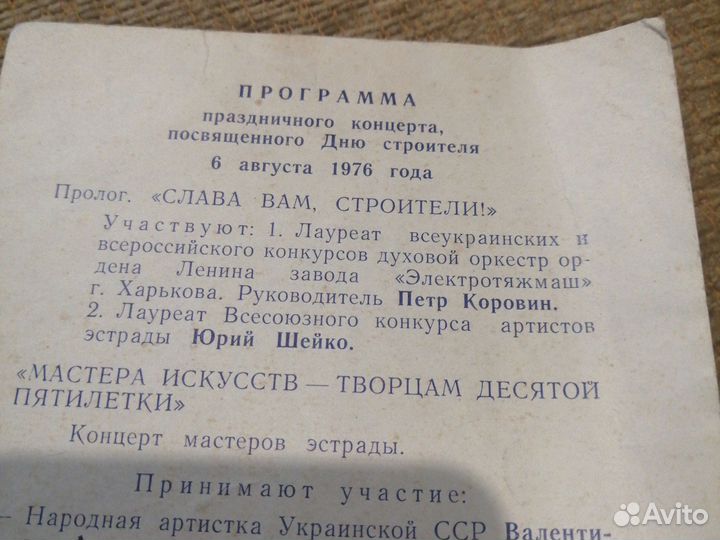 ПРОГРАММА
праздничного концерта,
посвященного Дню строителя
6 августа 1976 года
Пролог. «СЛАВА ВАМ, СТРОИТЕЛИ!»
Участвуют: 1. Лауреат всеукраинских и
всероссийского конкурсов духовой оркестр ор-
дена Ленина завода «Электротяжмаш»
г. Харькова. Руководитель Петр Коровин.
2. Лауреат Всесоюзного конкурса артистов
эстрады Юрий Шейко.
«МАСТЕРА ИСКУССТВ — ТВОРЦАМ ДЕСЯТОЙ
ПЯТИЛЕТКИ»
Концерт мастеров эстрады.
Принимают участие:
— Народная артистка Украинской ССР Валенти-
Avito